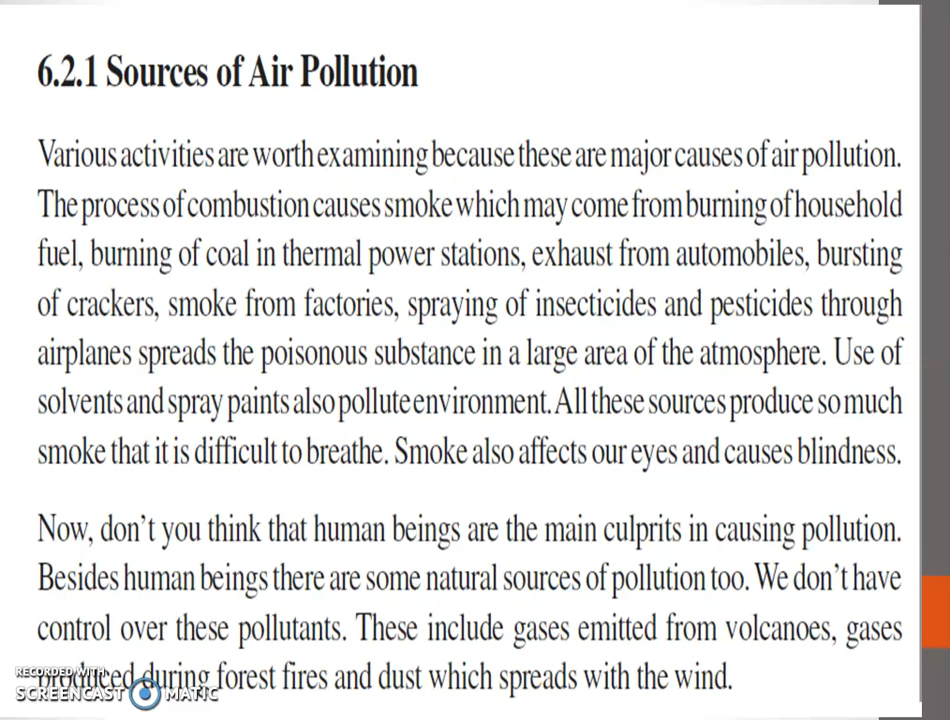 6.2.1 Sources of Air Pollution
Various activities are worth examining because these are major causes of air pollution.
The process of combustion causes smoke which may come from burning of household
fuel, burning of coal in thermal power stations, exhaust from automobiles, bursting
of crackers, smoke from factories, spraying of insecticides and pesticides through
airplanes spreads the poisonous substance in a large area of the atmosphere. Use of
solvents and spray paints also pollute environment. All these sources produce so much
smoke that it is difficult to breathe. Smoke also affects our eyes and causes blindness.
Now, don't you think that human beings are the main culprits in causing pollution.
Besides human beings there are some natural sources of pollution too. We don't have
control over these pollutants. These include gases emitted from volcanoes, gases
produced during forest fires and dust which spreads with the wind.
RECORDED WITH
SCREENCAST MATIC